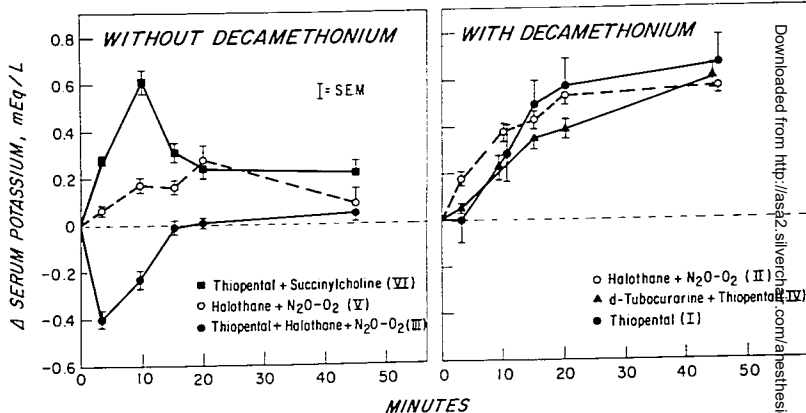 WITHOUT DECAMETHONIUM
WITH DECAMETHONIUM
Δ SERUM POTASSIUM, mEq/L
0.8
0.6
0.4
0.2
0
-0.2
-0.4
-0.6
I = S.E.M
Thiopental + Succinylcholine (VI)
Halothane + N2O-O2 (V)
Thiopental + Halothane + N2O-O2 (III)
Halothane + N2O-O2 (II)
d-Tubocurarine + Thiopental (IV)
Thiopental (I)
0 10 20 30 40 50
0 10 20 30 40 50
MINUTES
Downloaded from http://asa2.silverchair.com/anesthesi